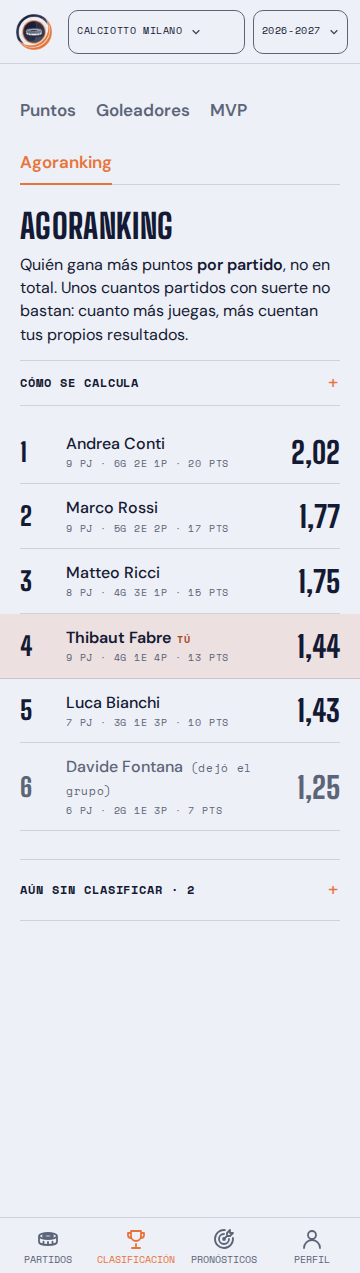 CALCIOTTO MILANO
2026-2027
Puntos Goleadores MVP
Agoranking
AGORANKING
Quién gana más puntos por partido, no en
total. Unos cuantos partidos con suerte no
bastan: cuanto más juegas, más cuentan
tus propios resultados.
CÓMO SE CALCULA +
1 Andrea Conti 2,02
9 PJ · 6G 2E 1P · 20 PTS
2 Marco Rossi 1,77
9 PJ · 5G 2E 2P · 17 PTS
3 Matteo Ricci 1,75
8 PJ · 4G 3E 1P · 15 PTS
4 Thibaut Fabre TÚ 1,44
9 PJ · 4G 1E 4P · 13 PTS
5 Luca Bianchi 1,43
7 PJ · 3G 1E 3P · 10 PTS
6 Davide Fontana (dejó el
grupo) 1,25
6 PJ · 2G 1E 3P · 7 PTS
AÚN SIN CLASIFICAR · 2 +
PARTIDOS CLASIFICACIÓN PRONÓSTICOS PERFIL